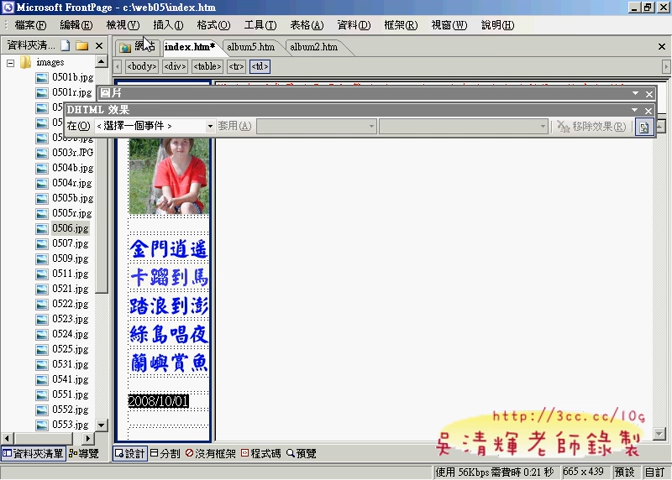 Microsoft FrontPage - c:\web05\index.htm
檔案(F) 編輯(E) 檢視(V) 插入(I) 格式(O) 工具(T) 表格(A) 資料(D) 框架(R) 視窗(W) 說明(H)
資料夾清... 網站 index.htm* album5.htm album2.htm
images <body> <div> <table> <tr> <td>
0501b.jpg
0501r.jpg 圖片
DHTML 效果
在(O) <選擇一個事件> 套用(A) 移除效果(R)
0503r.JPG
0504b.jpg
0504r.jpg
0505b.jpg
0505r.jpg
0506.jpg
0507.jpg
0509.jpg
0511.jpg
0521.jpg
0522.jpg
0523.jpg
0524.jpg
0525.jpg
0531.jpg
0541.jpg
0551.jpg
0552.jpg
0553.jpg
金門逍遙
卡蹓到馬
踏浪到澎
綠島唱夜
蘭嶼賞魚
2008/10/01
http://3cc.cc/10g
吳清輝老師錄製
資料夾清單 導覽 設計 分割 沒有框架 程式碼 預覽
使用 56Kbps 需費時 0:21 秒 665 x 439 預設 自訂